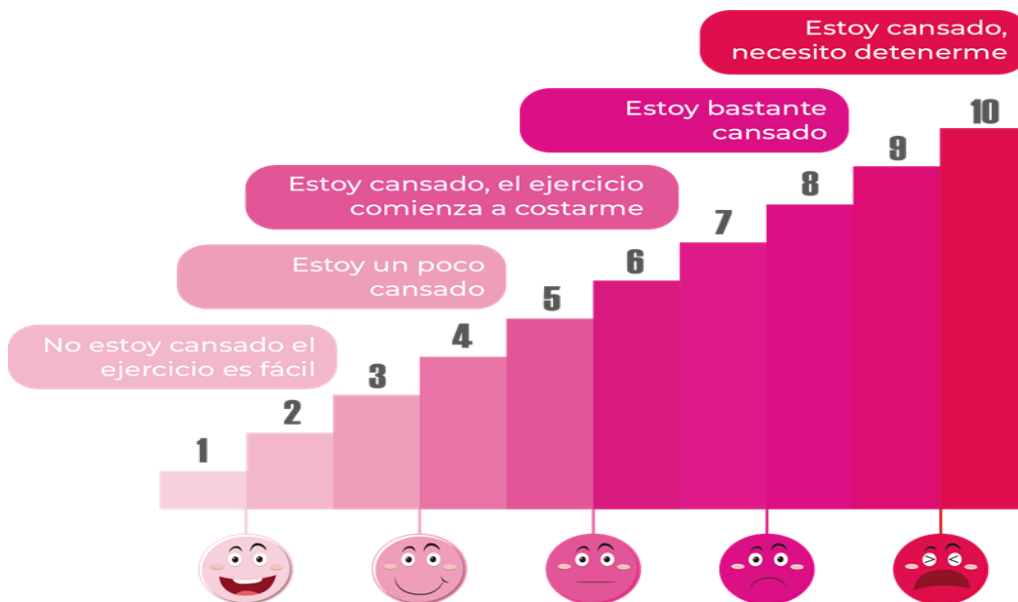 Estoy cansado,
necesito detenerme
10
Estoy bastante
cansado
9
8
Estoy cansado, el ejercicio
comienza a costarme
7
6
Estoy un poco
cansado
5
4
No estoy cansado el
ejercicio es fácil
3
2
1